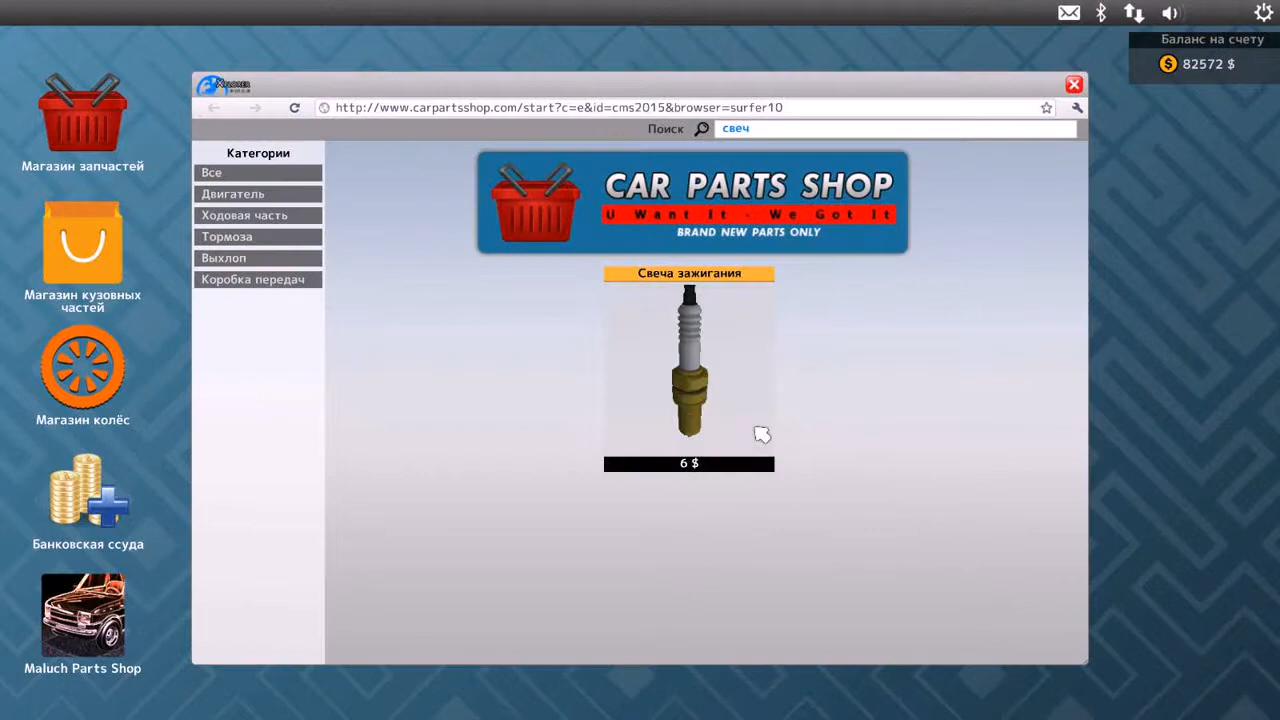 Баланс на счету
82572 $
XPLORER
http://www.carpartsshop.com/start?c=e&id=cms2015&browser=surfer10
Поиск
свеч
Категории
Все
Двигатель
Ходовая часть
Тормоза
Выхлоп
Коробка передач
CAR PARTS SHOP
U Want It - We Got It
BRAND NEW PARTS ONLY
Свеча зажигания
6 $
Магазин запчастей
Магазин кузовных
частей
Магазин колёс
Банковская ссуда
Maluch Parts Shop